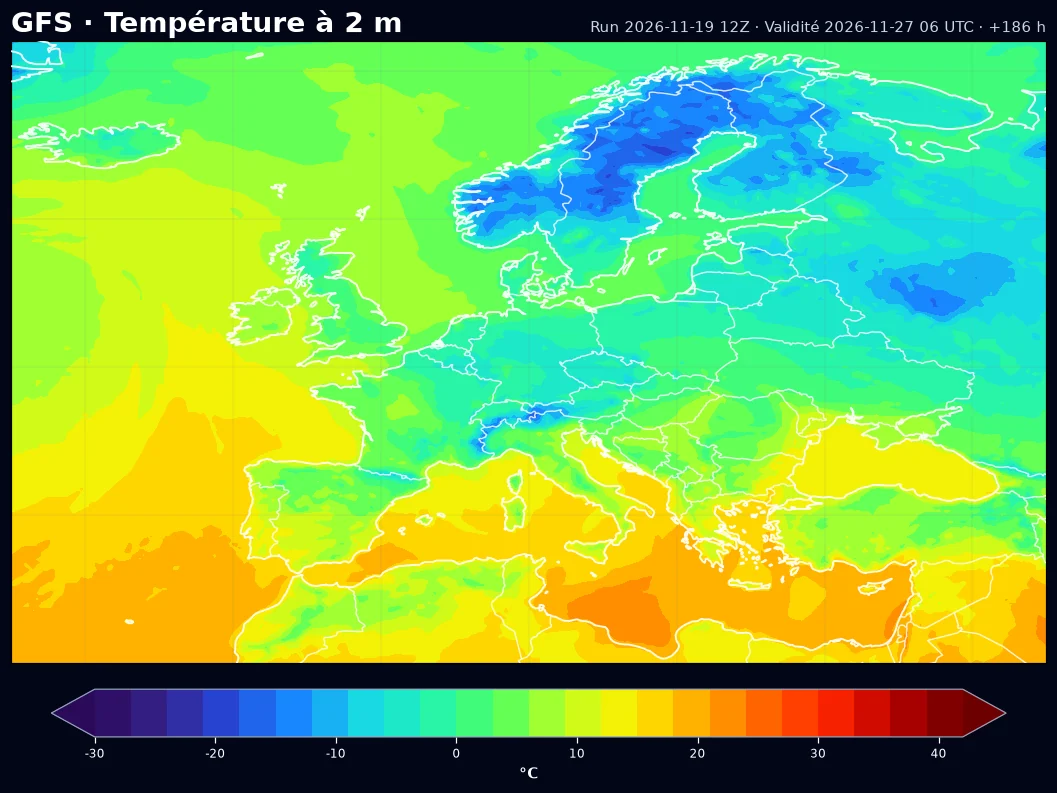 GFS · Température à 2 m
Run 2026-11-19 12Z · Validité 2026-11-27 06 UTC · +186 h
-30 -20 -10 0 10 20 30 40
°C